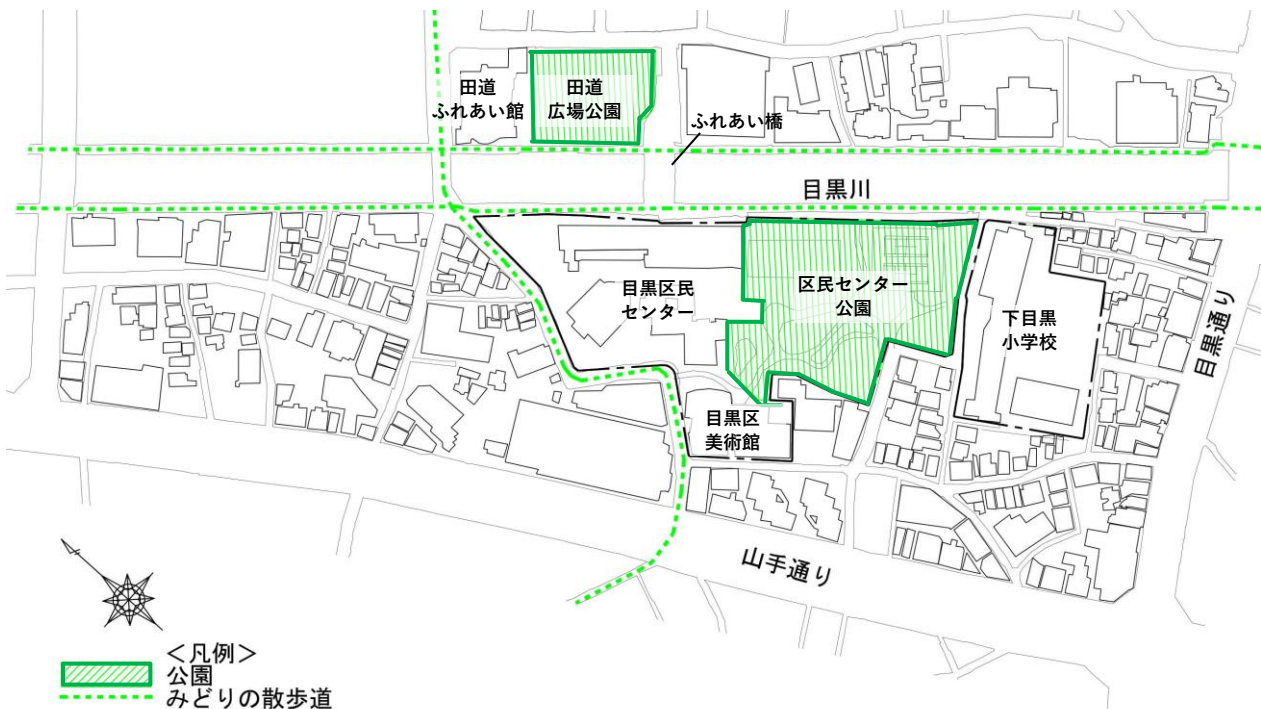 田道
ふれあい館
田道
広場公園
ふれあい橋
目黒川
目黒区民
センター
区民センター
公園
下目黒
小学校
目黒通り
目黒区
美術館
山手通り
＜凡例＞
公園
みどりの散歩道